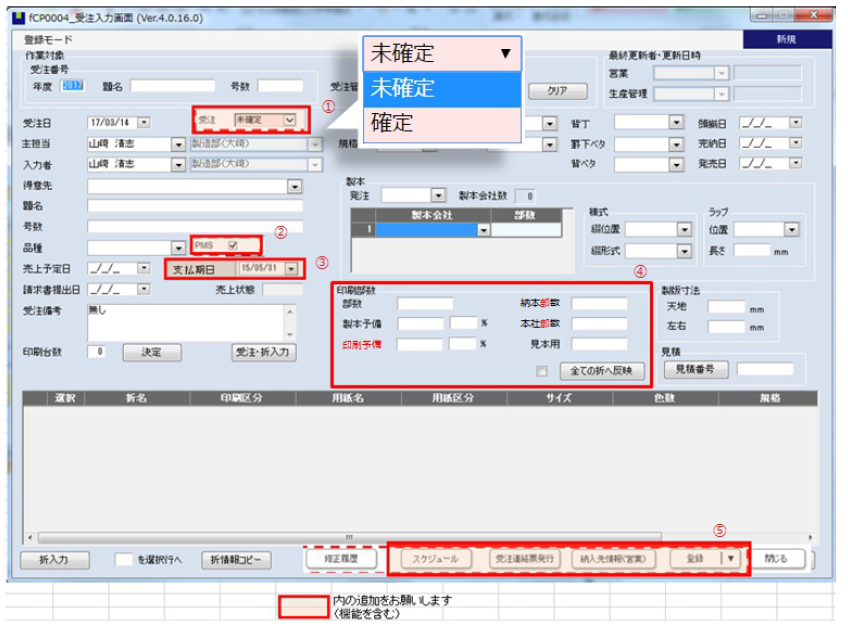 fCP0004_受注入力画面 (Ver.4.0.16.0)
登録モード 新規
作業対象
受注番号
年度 2017 題名 号数 受注管 クリア
最終更新者・更新日時
営業
生産管理
未確定
未確定
確定
①
受注日 17/03/14 受注 未確定
主担当 山崎 清志 製造部(大崎)
入力者 山崎 清志 製造部(大崎)
得意先
題名
号数
②
品種 PMS
③
売上予定日 _/_/_ 支払期日 15/05/31
請求書提出日 _/_/_ 売上状態
受注備考 無し
印刷台数 0 決定 受注・折入力
規格
背丁
罫下ベタ
背ベタ
頭締日 _/_/_
完納日 _/_/_
発売日 _/_/_
製本
発注 製本会社数 0
製本会社 部数
1
様式
綴位置
綴形式
ラップ
位置
長さ mm
④
印刷部数
部数 納本部数
製本予備 % 本社部数
印刷予備 % 見本用
全ての折へ反映
製版寸法
天地 mm
左右 mm
見積
見積番号
選択 折名 印刷区分 用紙名 用紙区分 サイズ 色数 規格
⑤
折入力 を選択行へ 折情報コピー 修正履歴 スケジュール 受注連絡票発行 納入先情報(営業) 登録 閉じる
内の追加をお願いします
(機能を含む)